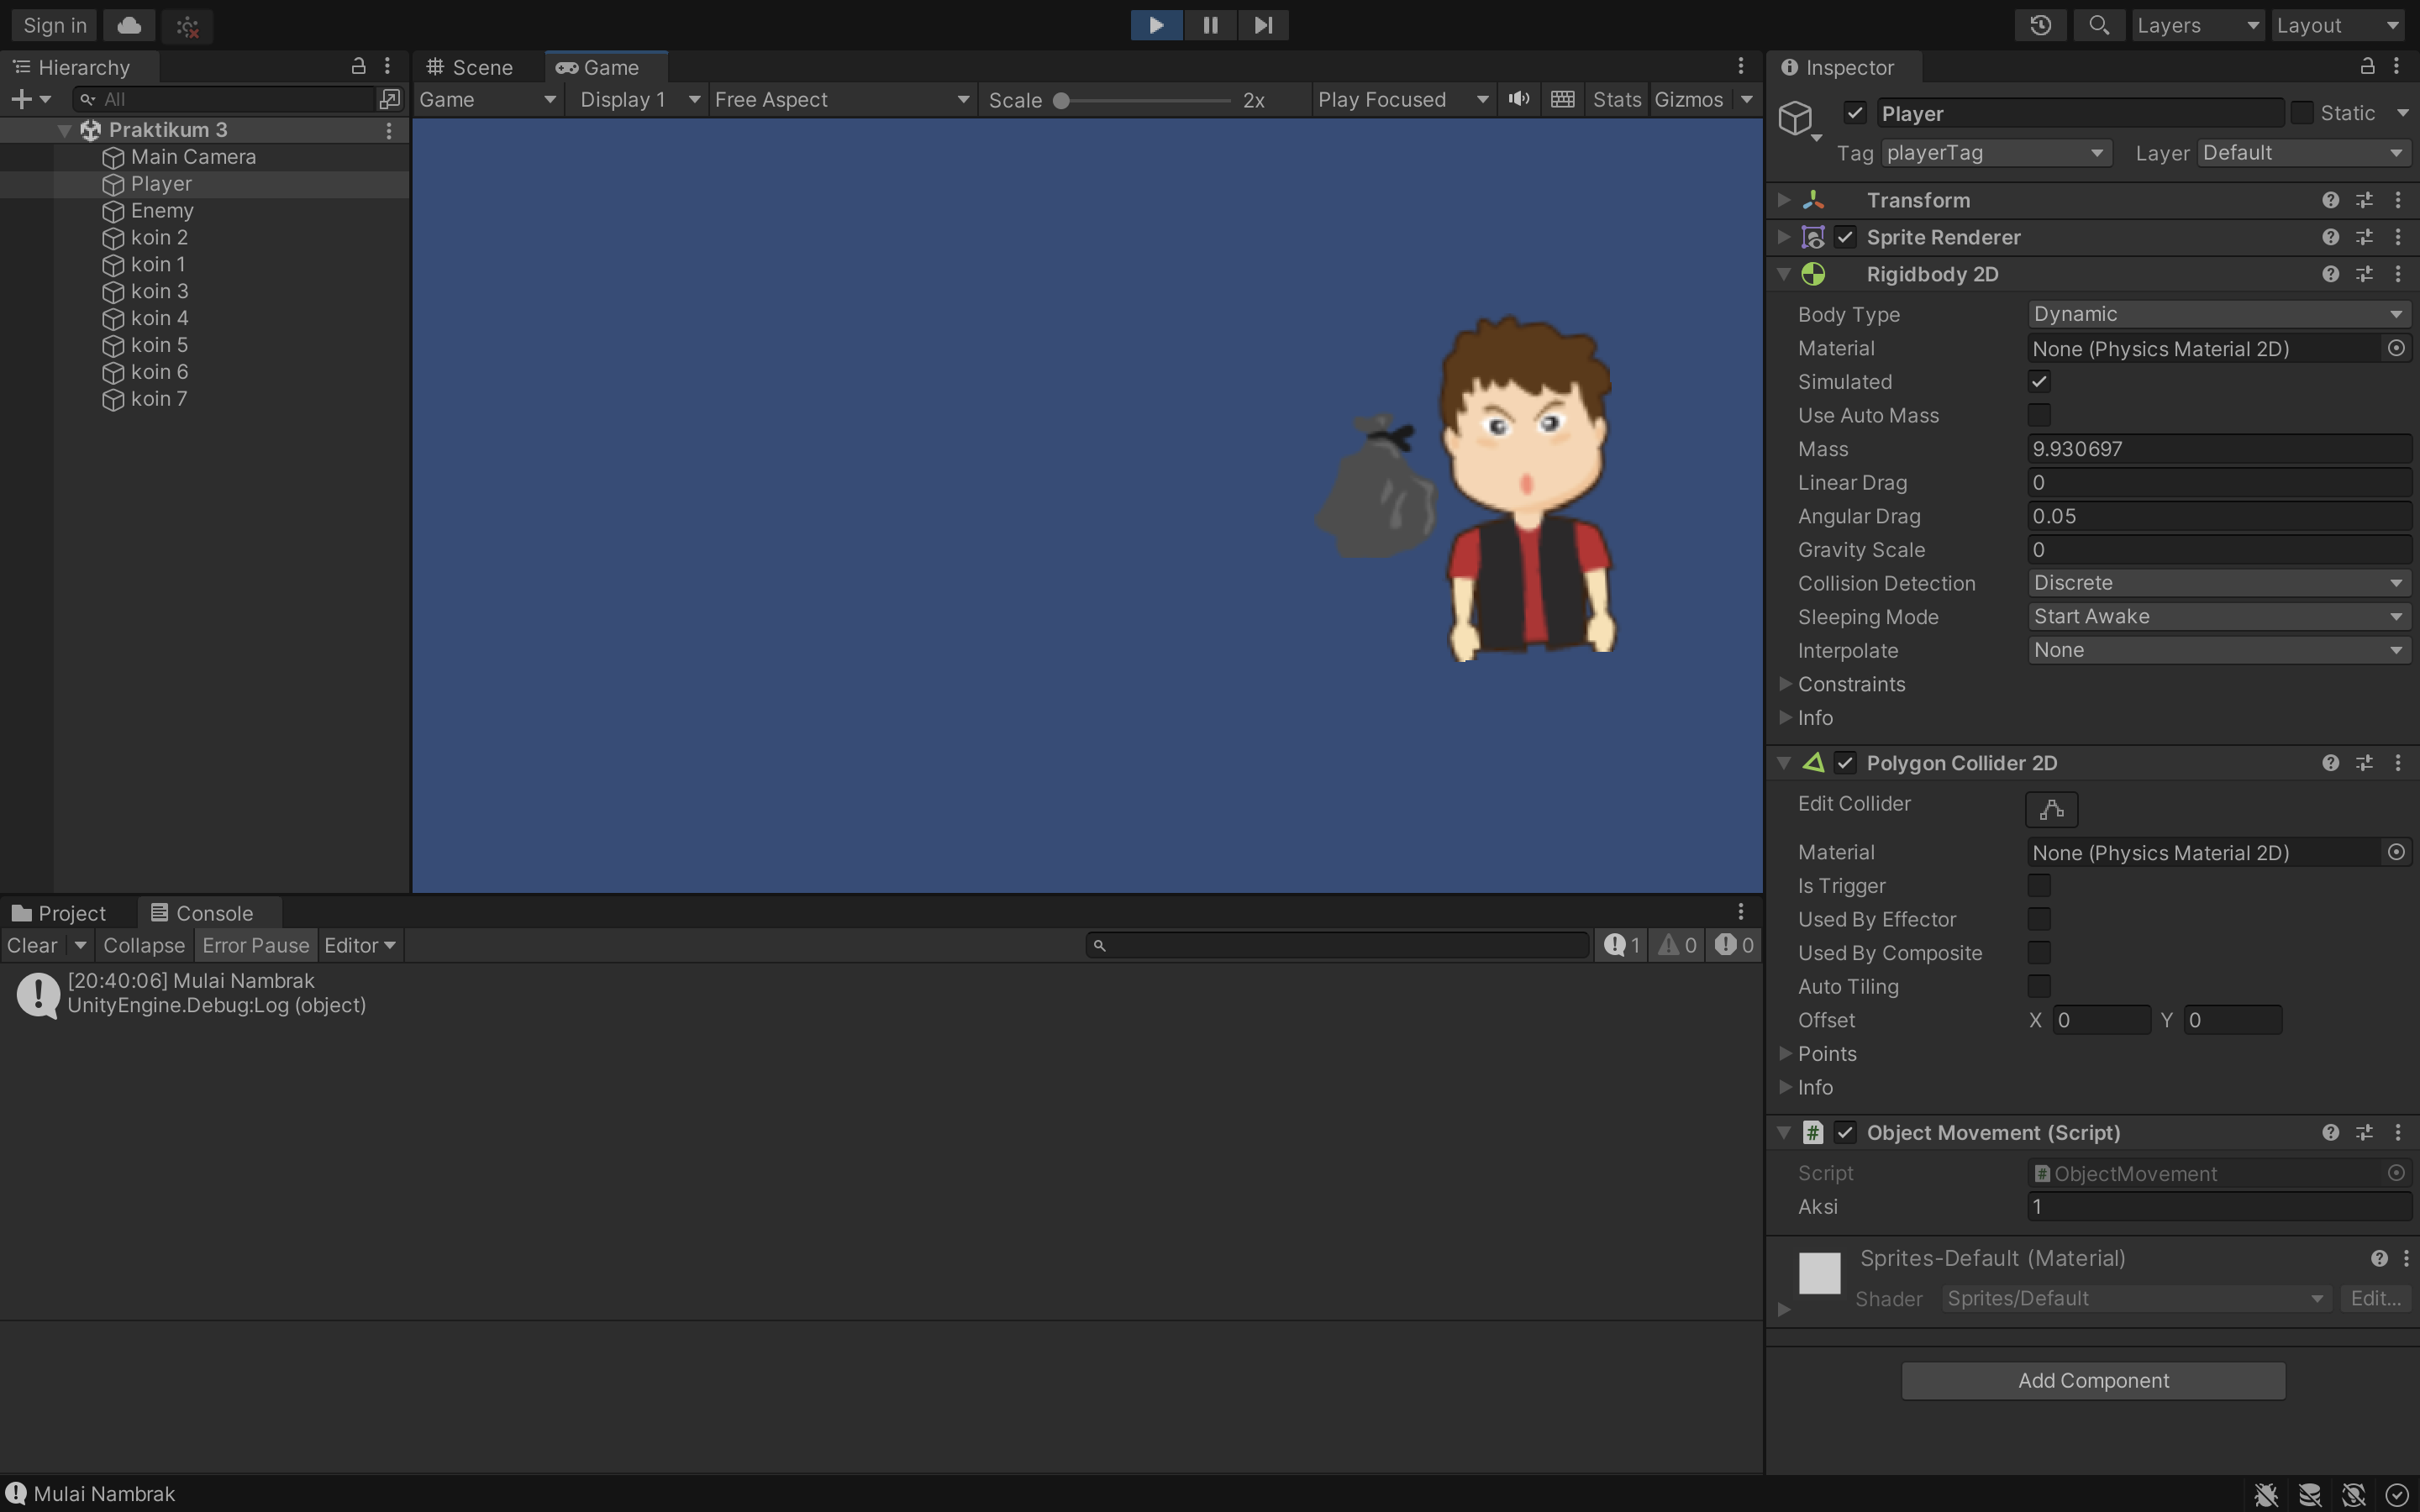 Sign in
Layers
Layout
Hierarchy
All
Praktikum 3
Main Camera
Player
Enemy
koin 2
koin 1
koin 3
koin 4
koin 5
koin 6
koin 7
Scene
Game
Game
Display 1
Free Aspect
Scale
2x
Play Focused
Stats
Gizmos
Project
Console
Clear
Collapse
Error Pause
Editor
1
0
0
[20:40:06] Mulai Nambrak
UnityEngine.Debug:Log (object)
Inspector
Player
Static
Tag playerTag
Layer Default
Transform
Sprite Renderer
Rigidbody 2D
Body Type Dynamic
Material None (Physics Material 2D)
Simulated
Use Auto Mass
Mass 9.930697
Linear Drag 0
Angular Drag 0.05
Gravity Scale 0
Collision Detection Discrete
Sleeping Mode Start Awake
Interpolate None
Constraints
Info
Polygon Collider 2D
Edit Collider
Material None (Physics Material 2D)
Is Trigger
Used By Effector
Used By Composite
Auto Tiling
Offset X 0 Y 0
Points
Info
Object Movement (Script)
Script ObjectMovement
Aksi 1
Sprites-Default (Material)
Shader Sprites/Default Edit...
Add Component
Mulai Nambrak